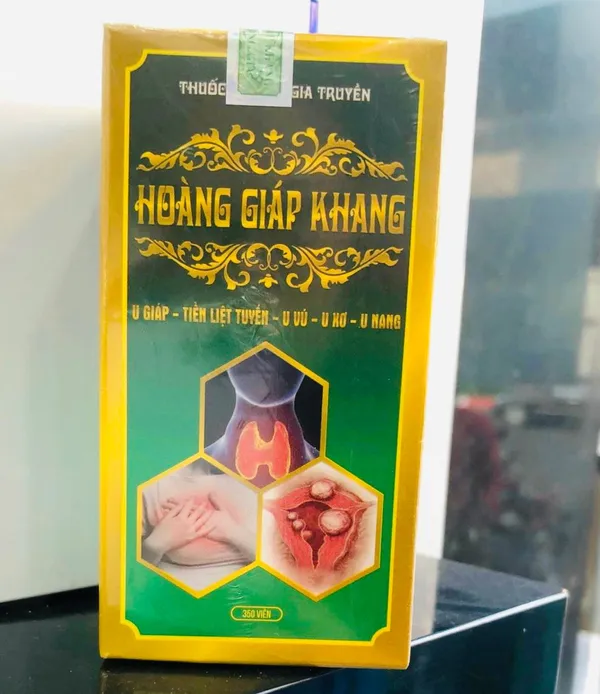 THUỐC GIA TRUYỀN
HOÀNG GIÁP KHANG
U GIÁP - TIỀN LIỆT TUYẾN - U VÚ - U XƠ - U NANG
350 VIÊN